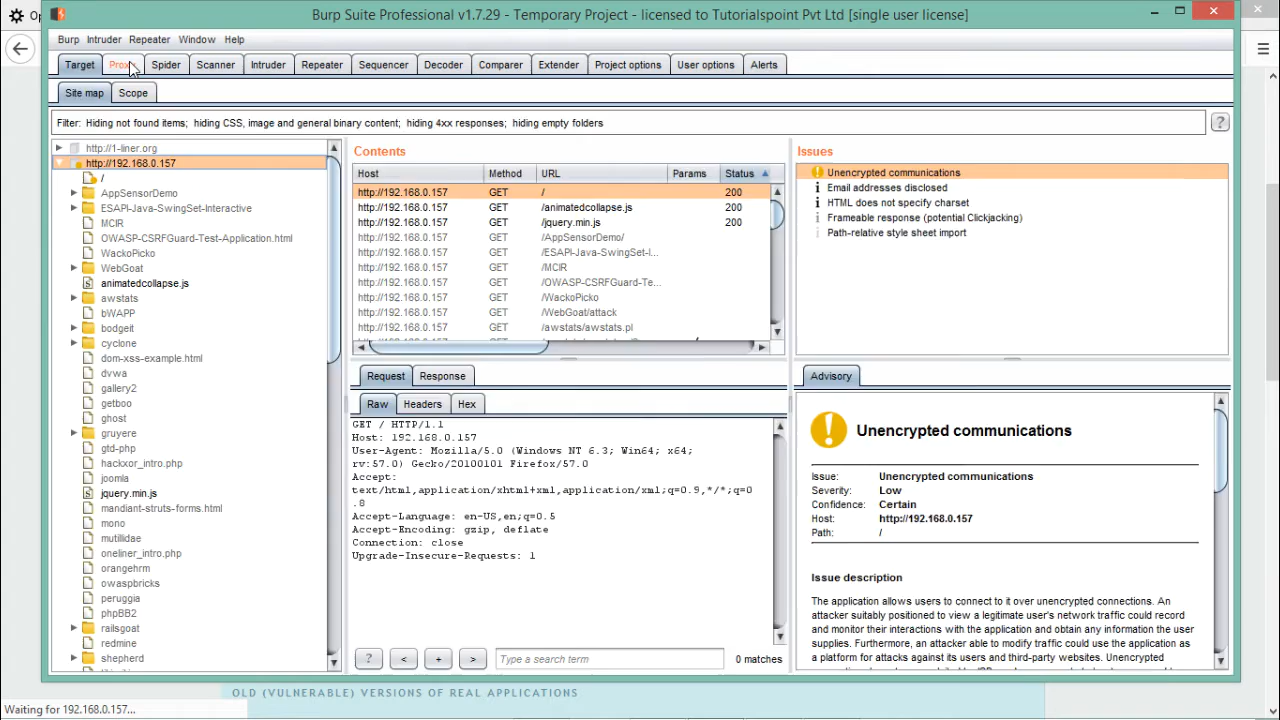 Op
Burp Suite Professional v1.7.29 - Temporary Project - licensed to Tutorialspoint Pvt Ltd [single user license]
Burp Intruder Repeater Window Help
Target Proxy Spider Scanner Intruder Repeater Sequencer Decoder Comparer Extender Project options User options Alerts
Site map Scope
Filter: Hiding not found items; hiding CSS, image and general binary content; hiding 4xx responses; hiding empty folders ?
http://1-liner.org
http://192.168.0.157
/
AppSensorDemo
ESAPI-Java-SwingSet-Interactive
MCIR
OWASP-CSRFGuard-Test-Application.html
WackoPicko
WebGoat
animatedcollapse.js
awstats
bWAPP
bodgeit
cyclone
dom-xss-example.html
dvwa
gallery2
getboo
ghost
gruyere
gtd-php
hackxor_intro.php
joomla
jquery.min.js
mandiant-struts-forms.html
mono
mutillidae
oneliner_intro.php
orangehrm
owaspbricks
peruggia
phpBB2
railsgoat
redmine
shepherd
Contents
Host Method URL Params Status
http://192.168.0.157 GET / 200
http://192.168.0.157 GET /animatedcollapse.js 200
http://192.168.0.157 GET /jquery.min.js 200
http://192.168.0.157 GET /AppSensorDemo/
http://192.168.0.157 GET /ESAPI-Java-SwingSet-I...
http://192.168.0.157 GET /MCIR
http://192.168.0.157 GET /OWASP-CSRFGuard-Te...
http://192.168.0.157 GET /WackoPicko
http://192.168.0.157 GET /WebGoat/attack
http://192.168.0.157 GET /awstats/awstats.pl
Request Response
Raw Headers Hex
GET / HTTP/1.1
Host: 192.168.0.157
User-Agent: Mozilla/5.0 (Windows NT 6.3; Win64; x64;
rv:57.0) Gecko/20100101 Firefox/57.0
Accept:
text/html,application/xhtml+xml,application/xml;q=0.9,*/*;q=0
.8
Accept-Language: en-US,en;q=0.5
Accept-Encoding: gzip, deflate
Connection: close
Upgrade-Insecure-Requests: 1
? < + > Type a search term 0 matches
Issues
Unencrypted communications
Email addresses disclosed
HTML does not specify charset
Frameable response (potential Clickjacking)
Path-relative style sheet import
Advisory
Unencrypted communications
Issue: Unencrypted communications
Severity: Low
Confidence: Certain
Host: http://192.168.0.157
Path: /
Issue description
The application allows users to connect to it over unencrypted connections. An
attacker suitably positioned to view a legitimate user's network traffic could record
and monitor their interactions with the application and obtain any information the user
supplies. Furthermore, an attacker able to modify traffic could use the application as
a platform for attacks against its users and third-party websites. Unencrypted
OLD (VULNERABLE) VERSIONS OF REAL APPLICATIONS
Waiting for 192.168.0.157...